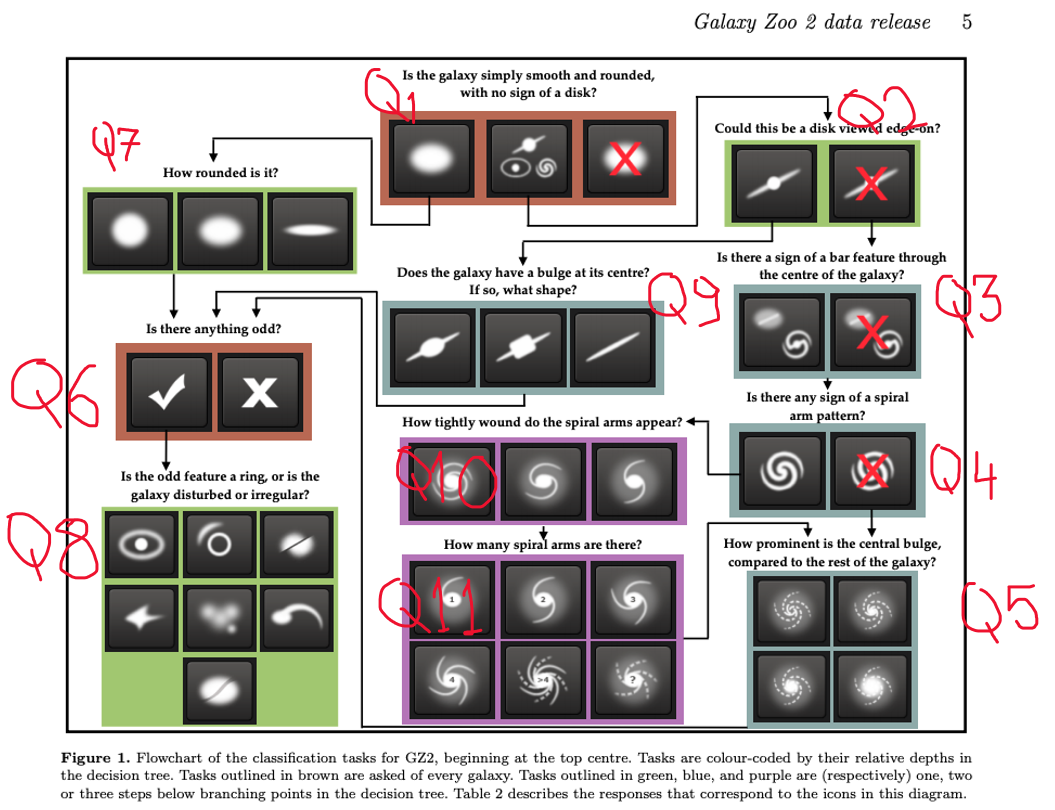 Galaxy Zoo 2 data release 5
Is the galaxy simply smooth and rounded,
with no sign of a disk?
Q1
Q2
Could this be a disk viewed edge-on?
Q7
How rounded is it?
Is there a sign of a bar feature through
the centre of the galaxy?
Does the galaxy have a bulge at its centre?
If so, what shape?
Q9
Q3
Is there anything odd?
Q6
Is there any sign of a spiral
arm pattern?
How tightly wound do the spiral arms appear?
Q10
Q4
Is the odd feature a ring, or is the
galaxy disturbed or irregular?
Q8
How many spiral arms are there?
How prominent is the central bulge,
compared to the rest of the galaxy?
Q11
1 2 3
4 >4 ?
Q5
Figure 1. Flowchart of the classification tasks for GZ2, beginning at the top centre. Tasks are colour-coded by their relative depths in
the decision tree. Tasks outlined in brown are asked of every galaxy. Tasks outlined in green, blue, and purple are (respectively) one, two
or three steps below branching points in the decision tree. Table 2 describes the responses that correspond to the icons in this diagram.